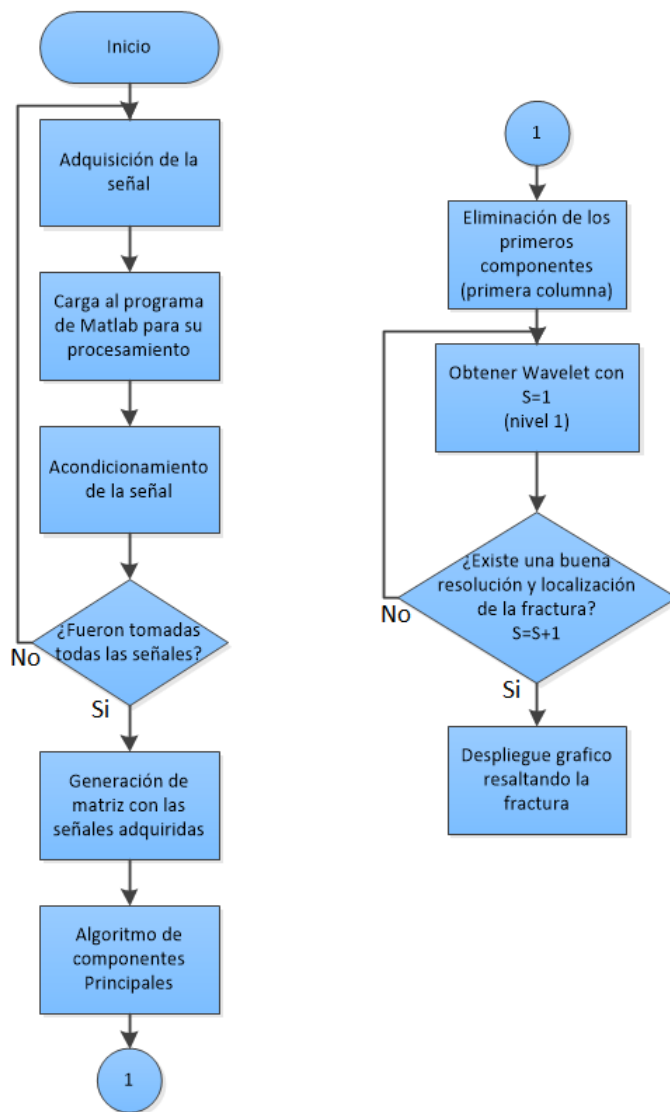 Inicio
Adquisición de la
señal
Carga al programa
de Matlab para su
procesamiento
Acondicionamiento
de la señal
¿Fueron tomadas
todas las señales?
No
Si
Generación de
matriz con las
señales adquiridas
Algoritmo de
componentes
Principales
1
1
Eliminación de los
primeros
componentes
(primera columna)
Obtener Wavelet con
S=1
(nivel 1)
¿Existe una buena
resolución y localización
de la fractura?
S=S+1
No
Si
Despliegue grafico
resaltando la
fractura